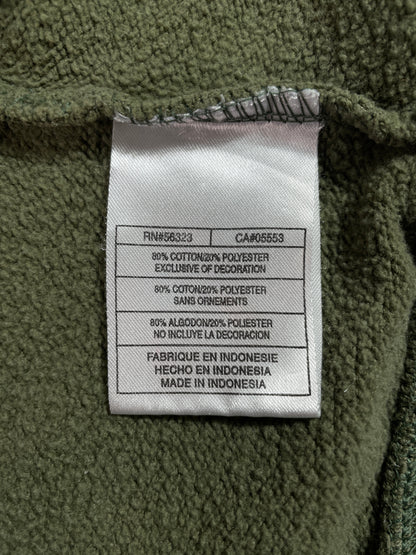 RN#56323 CA#05553
80% COTTON/20% POLYESTER
EXCLUSIVE OF DECORATION
80% COTON/20% POLYESTER
SANS ORNEMENTS
80% ALGODON/20% POLYESTER
NO INCLUYE LA DECORACION
FABRIQUE EN INDONESIE
HECHO EN INDONESIA
MADE IN INDONESIA